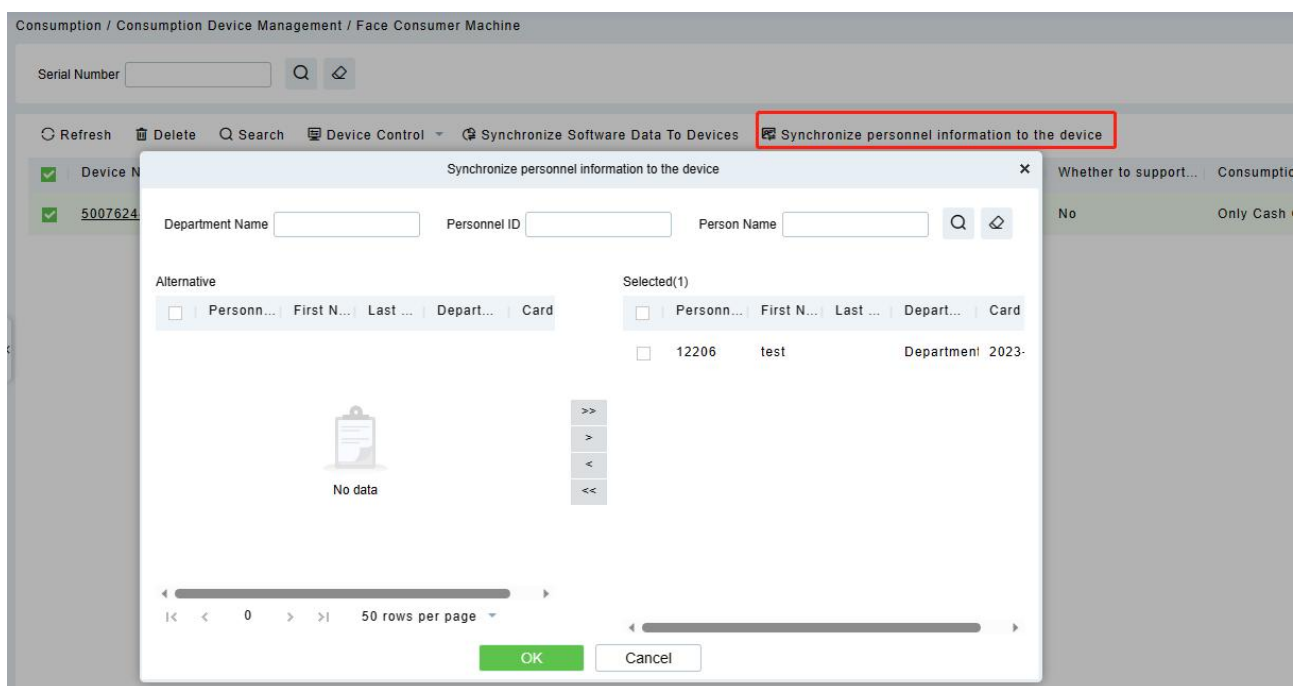 Consumption / Consumption Device Management / Face Consumer Machine
Serial Number
Refresh Delete Search Device Control Synchronize Software Data To Devices Synchronize personnel information to the device
Device N Whether to support... Consumptio
Synchronize personnel information to the device ×
5007624 No Only Cash
Department Name Personnel ID Person Name
Alternative Selected(1)
Personn... First N... Last ... Depart... Card Personn... First N... Last ... Depart... Card
12206 test Department 2023-
>>
>
<
<<
No data
|< < 0 > >| 50 rows per page
OK Cancel